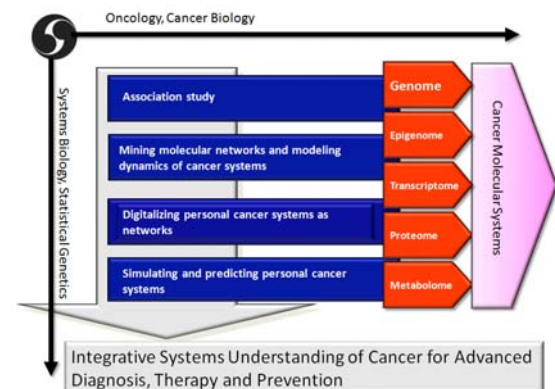 Oncology, Cancer Biology
Systems Biology, Statistical Genetics
Association study
Mining molecular networks and modeling
dynamics of cancer systems
Digitalizing personal cancer systems as
networks
Simulating and predicting personal cancer
systems
Genome
Epigenome
Transcriptome
Proteome
Metabolome
Cancer Molecular Systems
Integrative Systems Understanding of Cancer for Advanced
Diagnosis, Therapy and Prevention